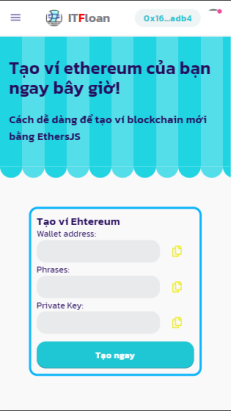 ITFloan
0x16...adb4
Tạo ví ethereum của bạn
ngay bây giờ!
Cách dễ dàng để tạo ví blockchain mới
bằng EthersJS
Tạo ví Ehtereum
Wallet address:
Phrases:
Private Key:
Tạo ngay